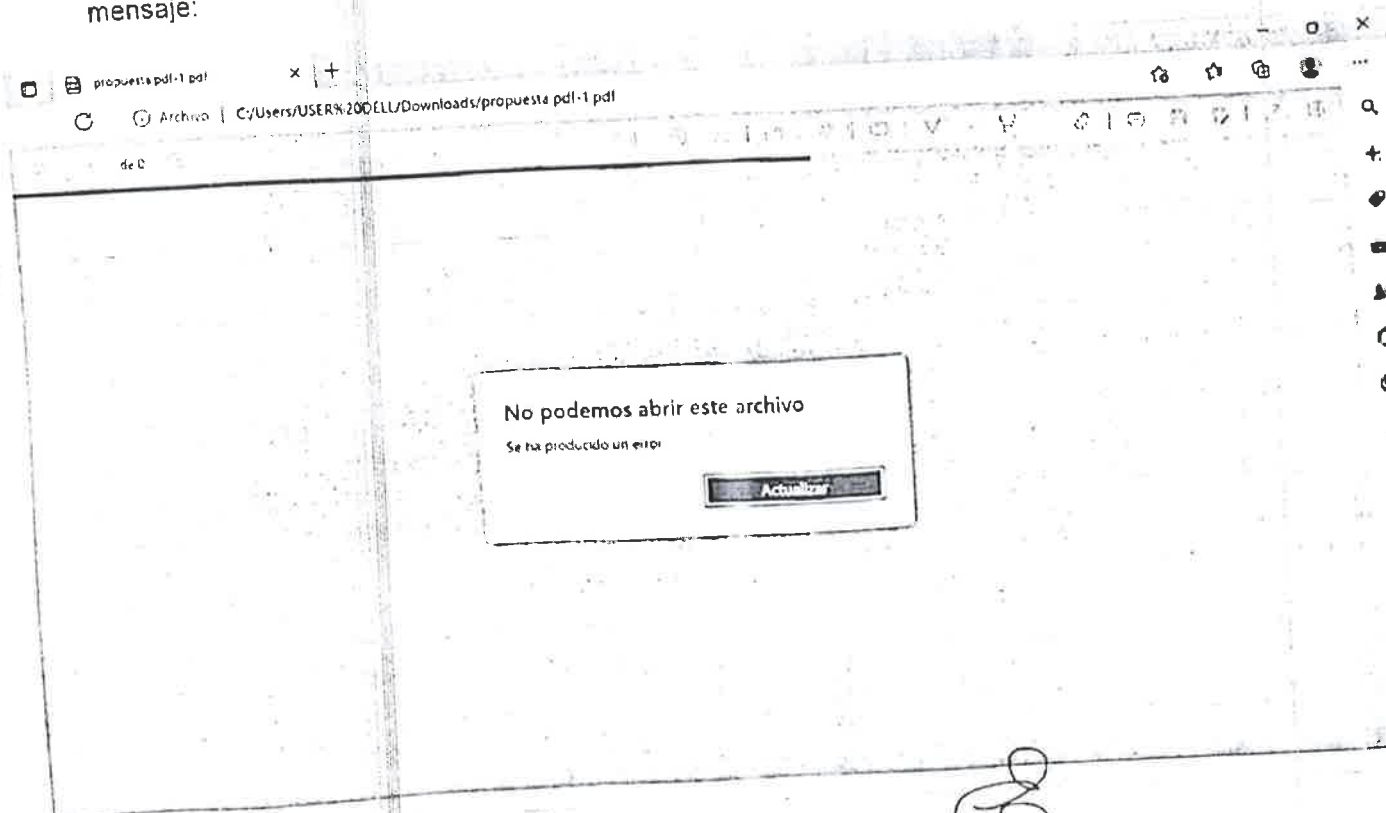 mensaje:
propuesta pdf-1 pdf
Archivo | C:/Users/USER%20DELL/Downloads/propuesta pdf-1 pdf
de 0
No podemos abrir este archivo
Se ha producido un error
Actualizar